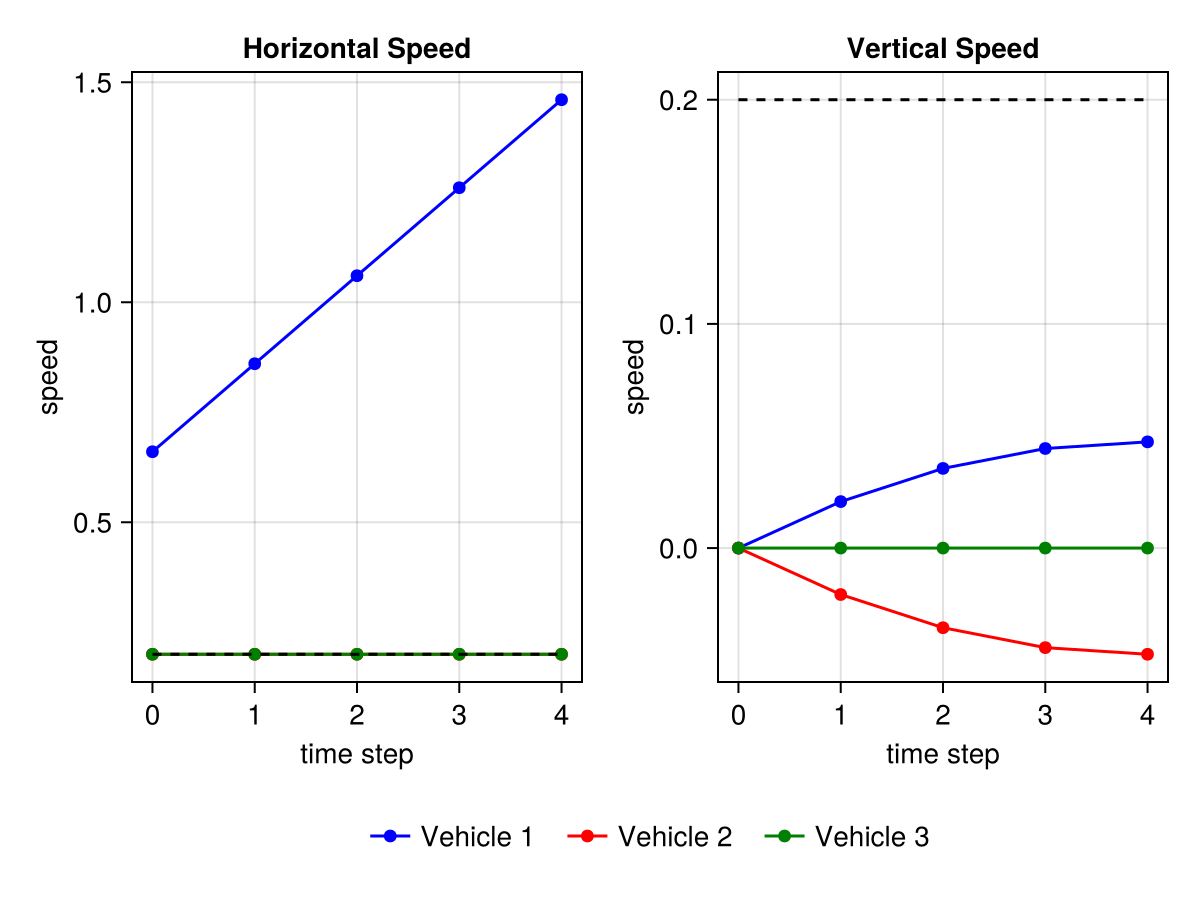 Horizontal Speed
1.5
1.0
0.5
speed
0 1 2 3 4
time step
Vertical Speed
0.2
0.1
0.0
speed
0 1 2 3 4
time step
Vehicle 1 Vehicle 2 Vehicle 3